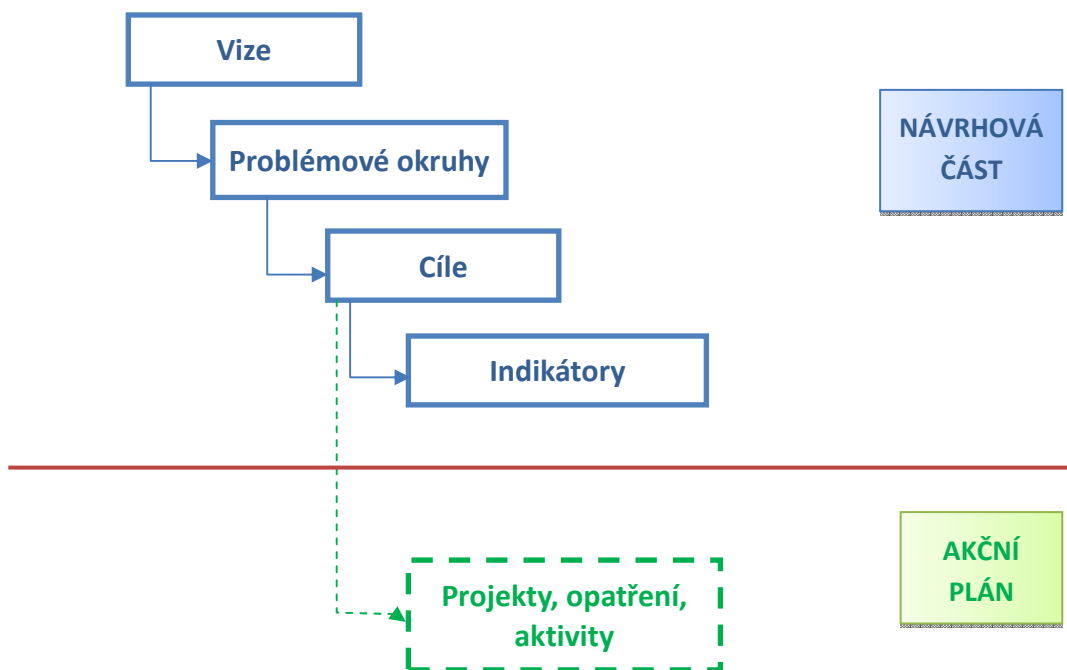 Vize
NÁVRHOVÁ
ČÁST
Problémové okruhy
Cíle
Indikátory
AKČNÍ
PLÁN
Projekty, opatření,
aktivity